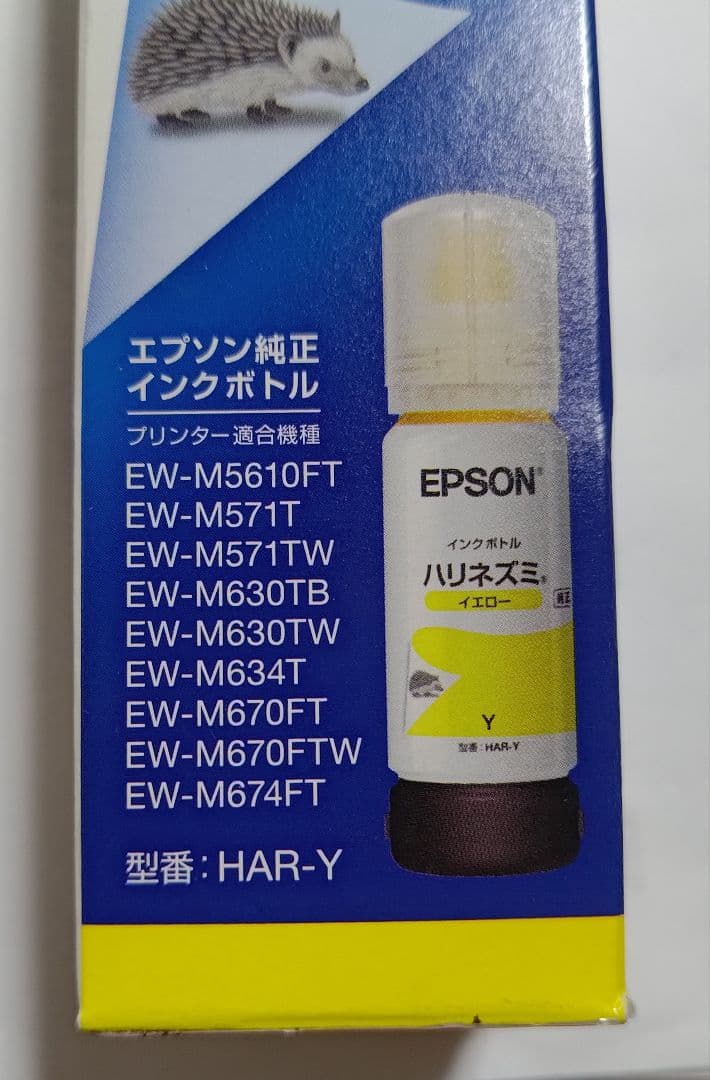 エプソン純正
インクボトル
プリンター適合機種
EW-M5610FT
EW-M571T
EW-M571TW
EW-M630TB
EW-M630TW
EW-M634T
EW-M670FT
EW-M670FTW
EW-M674FT
型番：HAR-Y
EPSON®
インクボトル
ハリネズミ®
イエロー
純正
Y
型番：HAR-Y